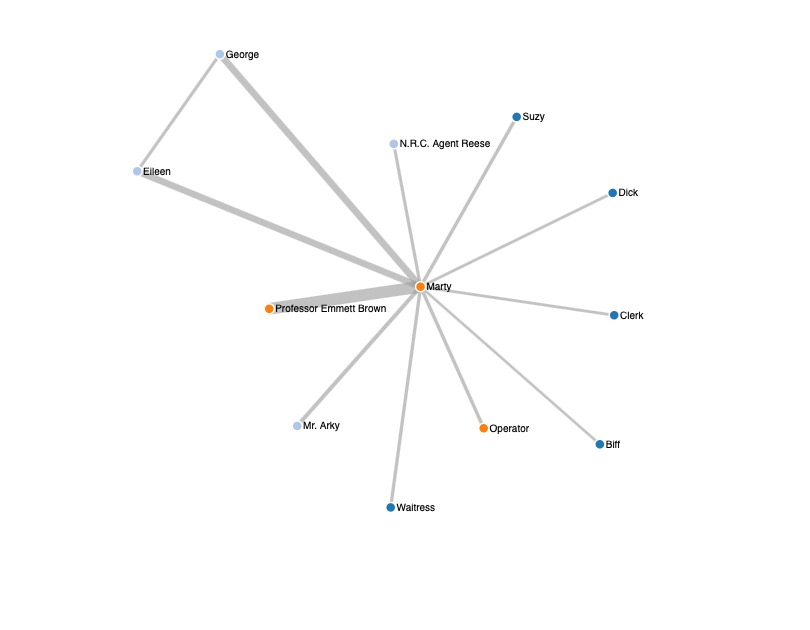 George
Suzy
N.R.C. Agent Reese
Eileen
Dick
Marty
Professor Emmett Brown
Clerk
Mr. Arky
Operator
Biff
Waitress